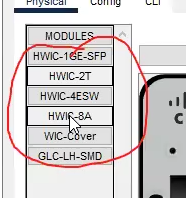 Physical Config CLI
MODULES
HWIC-1GE-SFP
HWIC-2T
HWIC-4ESW
HWIC-8A
WIC-Cover
GLC-LH-SMD